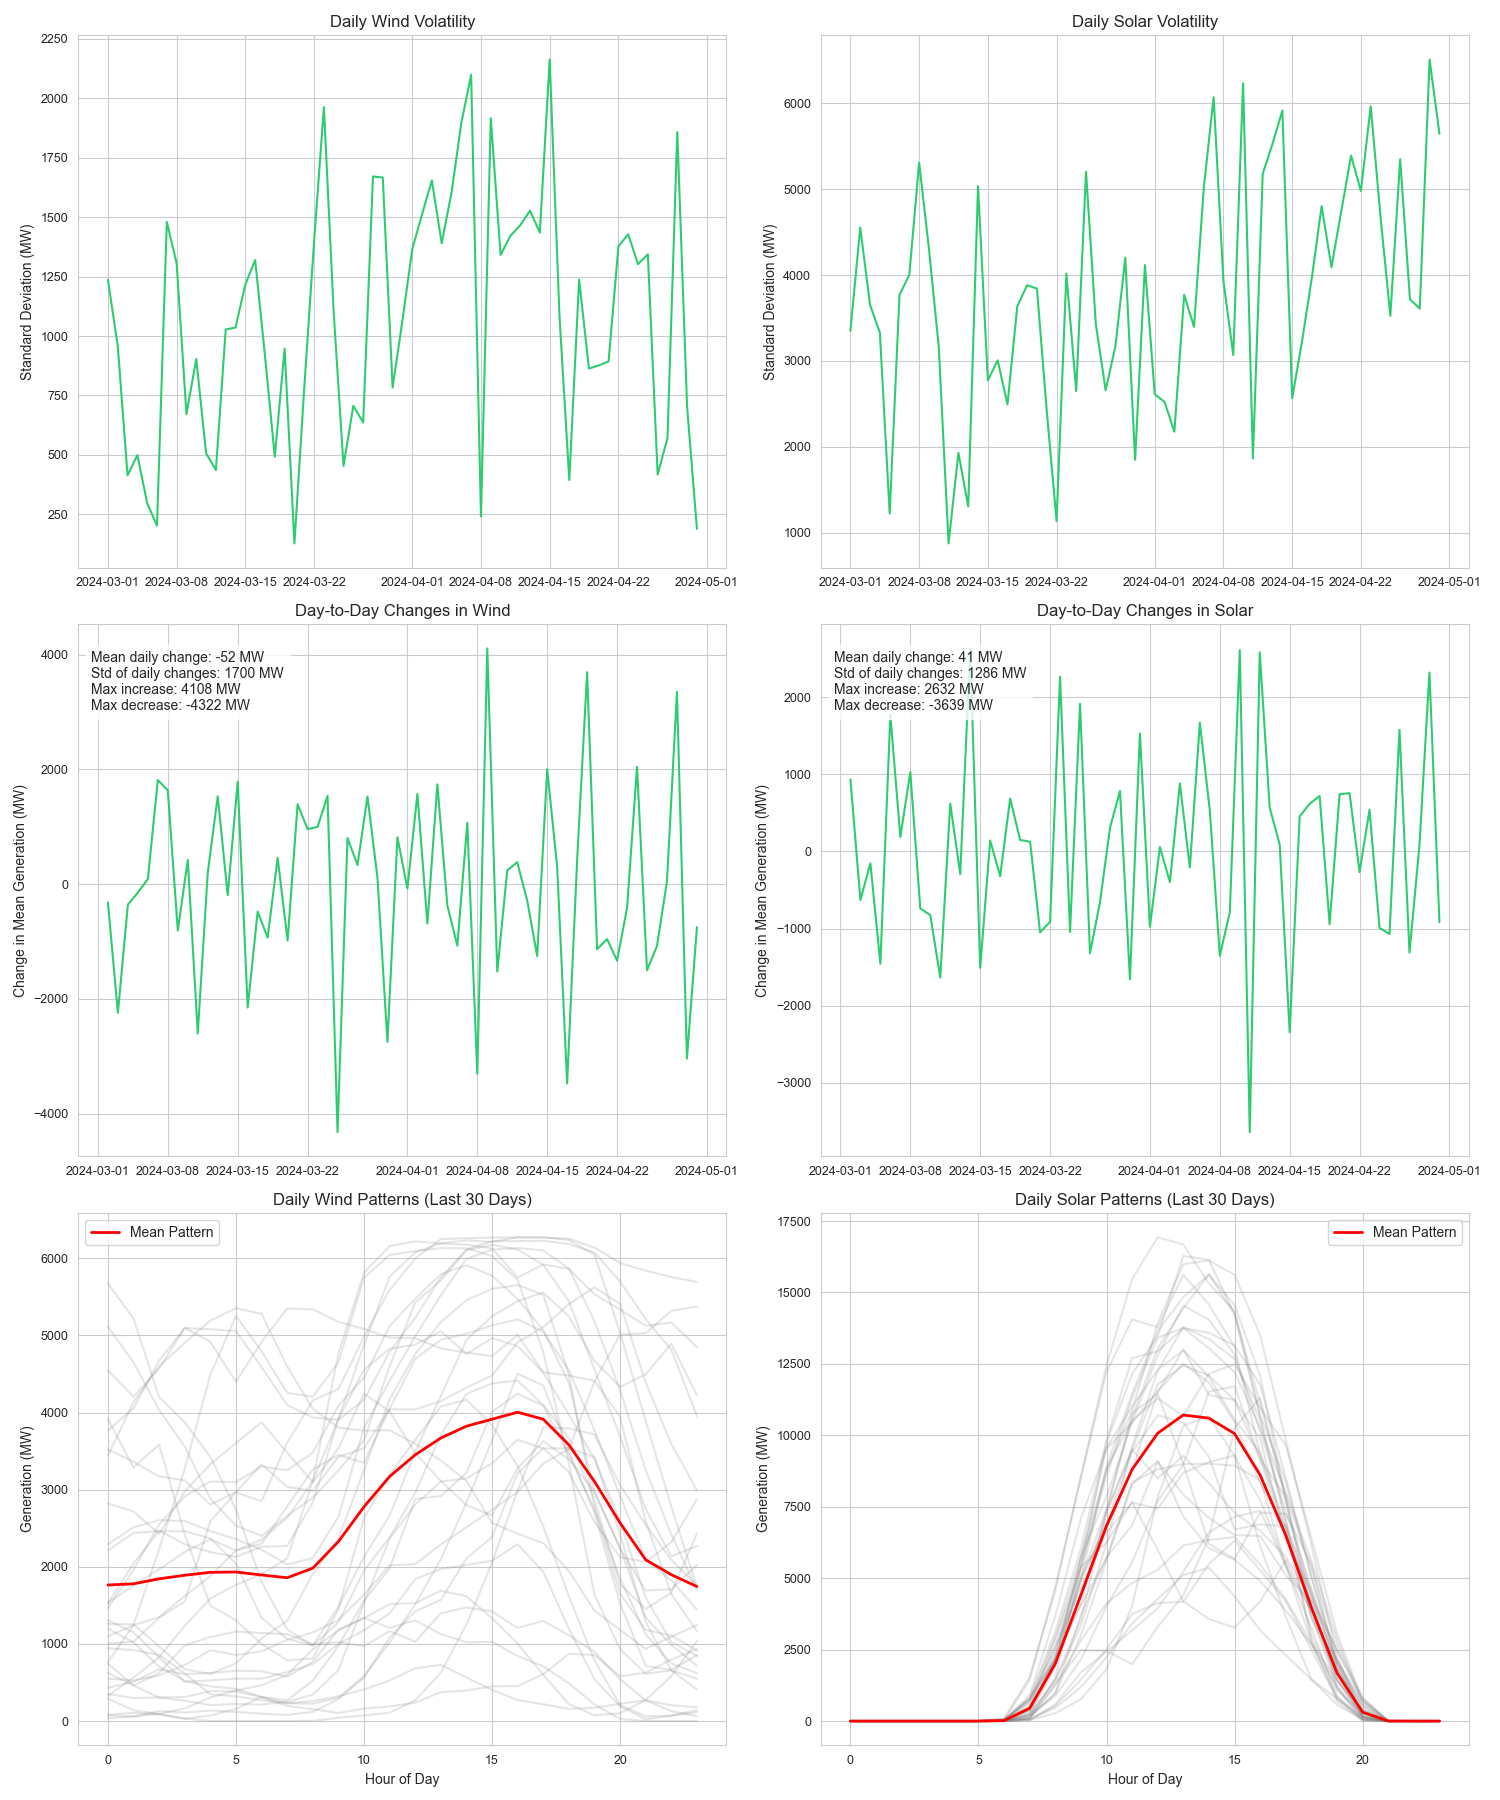 Daily Wind Volatility
Standard Deviation (MW)
2250
2000
1750
1500
1250
1000
750
500
250
2024-03-01 2024-03-08 2024-03-15 2024-03-22 2024-04-01 2024-04-08 2024-04-15 2024-04-22 2024-05-01
Daily Solar Volatility
Standard Deviation (MW)
6000
5000
4000
3000
2000
1000
2024-03-01 2024-03-08 2024-03-15 2024-03-22 2024-04-01 2024-04-08 2024-04-15 2024-04-22 2024-05-01
Day-to-Day Changes in Wind
Mean daily change: -52 MW
Std of daily changes: 1700 MW
Max increase: 4108 MW
Max decrease: -4322 MW
Change in Mean Generation (MW)
4000
2000
0
−2000
−4000
2024-03-01 2024-03-08 2024-03-15 2024-03-22 2024-04-01 2024-04-08 2024-04-15 2024-04-22 2024-05-01
Day-to-Day Changes in Solar
Mean daily change: 41 MW
Std of daily changes: 1286 MW
Max increase: 2632 MW
Max decrease: -3639 MW
Change in Mean Generation (MW)
2000
1000
0
−1000
−2000
−3000
2024-03-01 2024-03-08 2024-03-15 2024-03-22 2024-04-01 2024-04-08 2024-04-15 2024-04-22 2024-05-01
Daily Wind Patterns (Last 30 Days)
Mean Pattern
Generation (MW)
6000
5000
4000
3000
2000
1000
0
0 5 10 15 20
Hour of Day
Daily Solar Patterns (Last 30 Days)
Mean Pattern
Generation (MW)
17500
15000
12500
10000
7500
5000
2500
0
0 5 10 15 20
Hour of Day